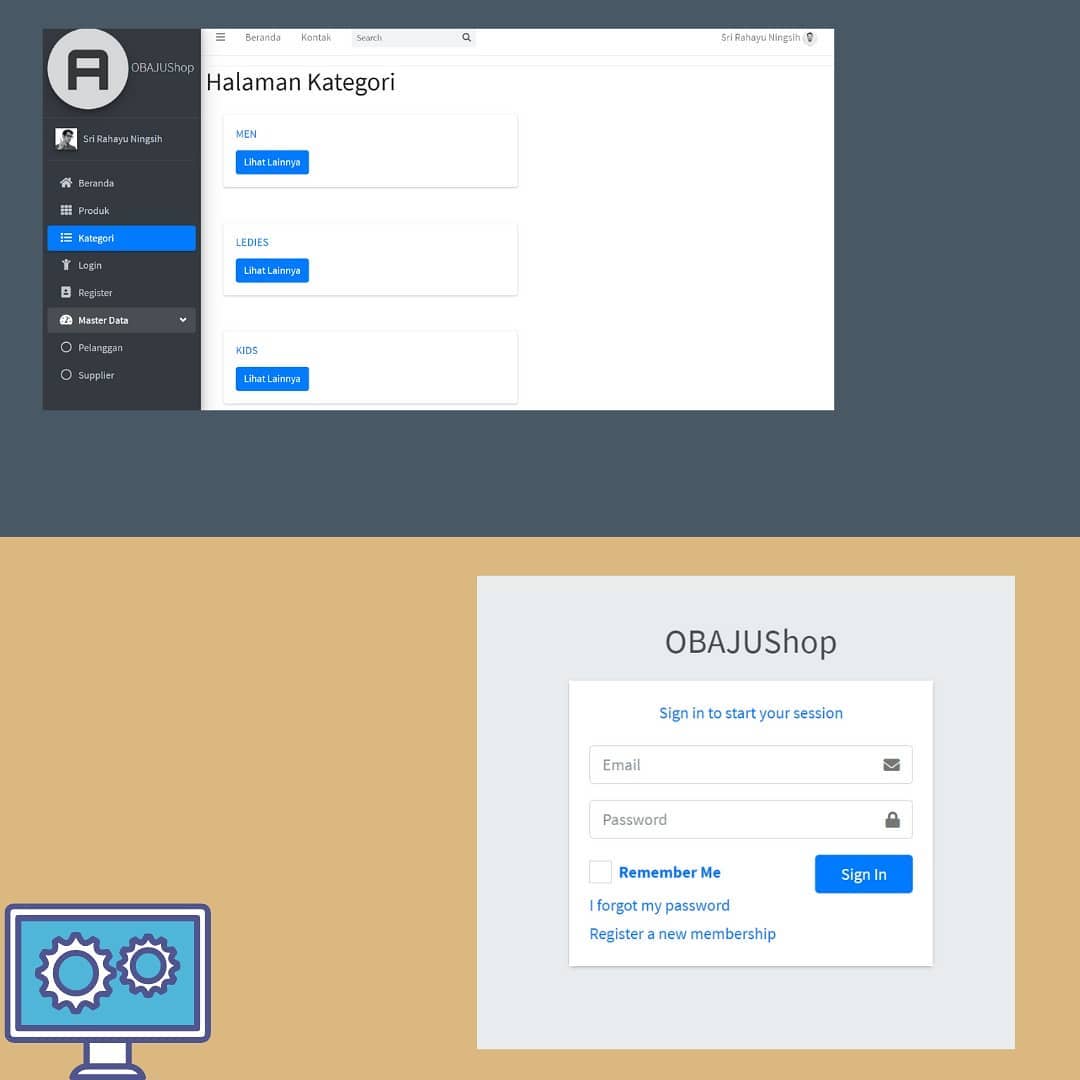 Beranda Kontak Search Sri Rahayu Ningsih
OBAJUShop
Halaman Kategori
Sri Rahayu Ningsih
Beranda
Produk
Kategori
Login
Register
Master Data
Pelanggan
Supplier
MEN
Lihat Lainnya
LEDIES
Lihat Lainnya
KIDS
Lihat Lainnya
OBAJUShop
Sign in to start your session
Email
Password
Remember Me
Sign In
I forgot my password
Register a new membership